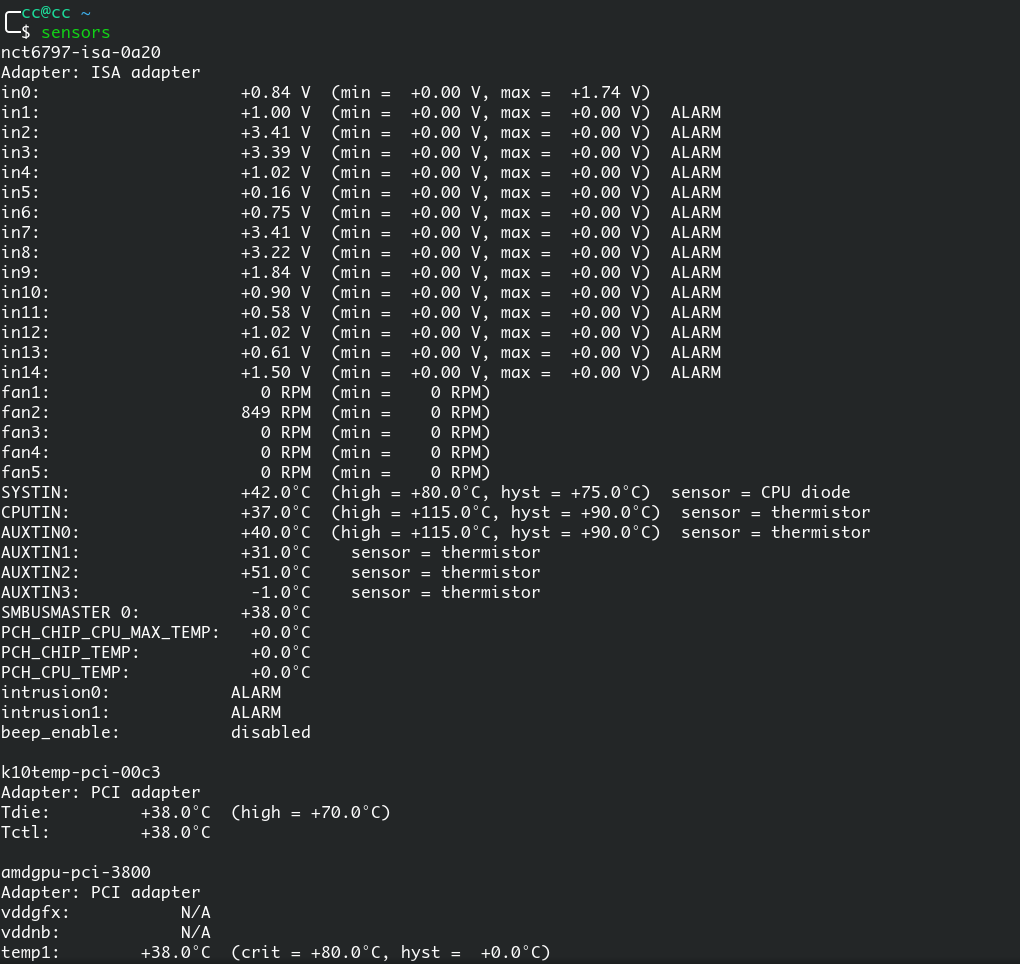 cc@cc ~
$ sensors
nct6797-isa-0a20
Adapter: ISA adapter
in0:                    +0.84 V  (min =  +0.00 V, max =  +1.74 V)
in1:                    +1.00 V  (min =  +0.00 V, max =  +0.00 V)  ALARM
in2:                    +3.41 V  (min =  +0.00 V, max =  +0.00 V)  ALARM
in3:                    +3.39 V  (min =  +0.00 V, max =  +0.00 V)  ALARM
in4:                    +1.02 V  (min =  +0.00 V, max =  +0.00 V)  ALARM
in5:                    +0.16 V  (min =  +0.00 V, max =  +0.00 V)  ALARM
in6:                    +0.75 V  (min =  +0.00 V, max =  +0.00 V)  ALARM
in7:                    +3.41 V  (min =  +0.00 V, max =  +0.00 V)  ALARM
in8:                    +3.22 V  (min =  +0.00 V, max =  +0.00 V)  ALARM
in9:                    +1.84 V  (min =  +0.00 V, max =  +0.00 V)  ALARM
in10:                   +0.90 V  (min =  +0.00 V, max =  +0.00 V)  ALARM
in11:                   +0.58 V  (min =  +0.00 V, max =  +0.00 V)  ALARM
in12:                   +1.02 V  (min =  +0.00 V, max =  +0.00 V)  ALARM
in13:                   +0.61 V  (min =  +0.00 V, max =  +0.00 V)  ALARM
in14:                   +1.50 V  (min =  +0.00 V, max =  +0.00 V)  ALARM
fan1:                     0 RPM  (min =    0 RPM)
fan2:                   849 RPM  (min =    0 RPM)
fan3:                     0 RPM  (min =    0 RPM)
fan4:                     0 RPM  (min =    0 RPM)
fan5:                     0 RPM  (min =    0 RPM)
SYSTIN:                 +42.0°C  (high = +80.0°C, hyst = +75.0°C)  sensor = CPU diode
CPUTIN:                 +37.0°C  (high = +115.0°C, hyst = +90.0°C)  sensor = thermistor
AUXTIN0:                +40.0°C  (high = +115.0°C, hyst = +90.0°C)  sensor = thermistor
AUXTIN1:                +31.0°C    sensor = thermistor
AUXTIN2:                +51.0°C    sensor = thermistor
AUXTIN3:                 -1.0°C    sensor = thermistor
SMBUSMASTER 0:          +38.0°C
PCH_CHIP_CPU_MAX_TEMP:   +0.0°C
PCH_CHIP_TEMP:           +0.0°C
PCH_CPU_TEMP:            +0.0°C
intrusion0:            ALARM
intrusion1:            ALARM
beep_enable:           disabled

k10temp-pci-00c3
Adapter: PCI adapter
Tdie:         +38.0°C  (high = +70.0°C)
Tctl:         +38.0°C

amdgpu-pci-3800
Adapter: PCI adapter
vddgfx:           N/A
vddnb:            N/A
temp1:        +38.0°C  (crit = +80.0°C, hyst =  +0.0°C)